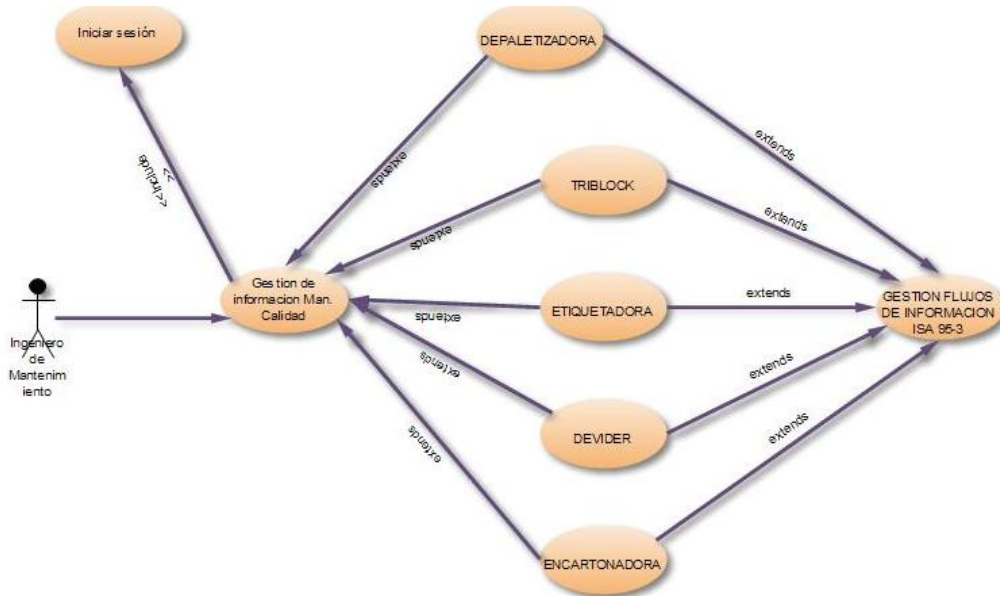 Iniciar sesión
DEPALETIZADORA
<<include
>>
extends
extends
TRIBLOCK
extends
extends
Gestion de
informacion Man.
Calidad
Ingeniero
de
Mantenim
iento
ETIQUETADORA
extends
extends
GESTION FLUJOS
DE INFORMACION
ISA 95-3
extends
extends
DEVIDER
extends
extends
ENCARTONADORA